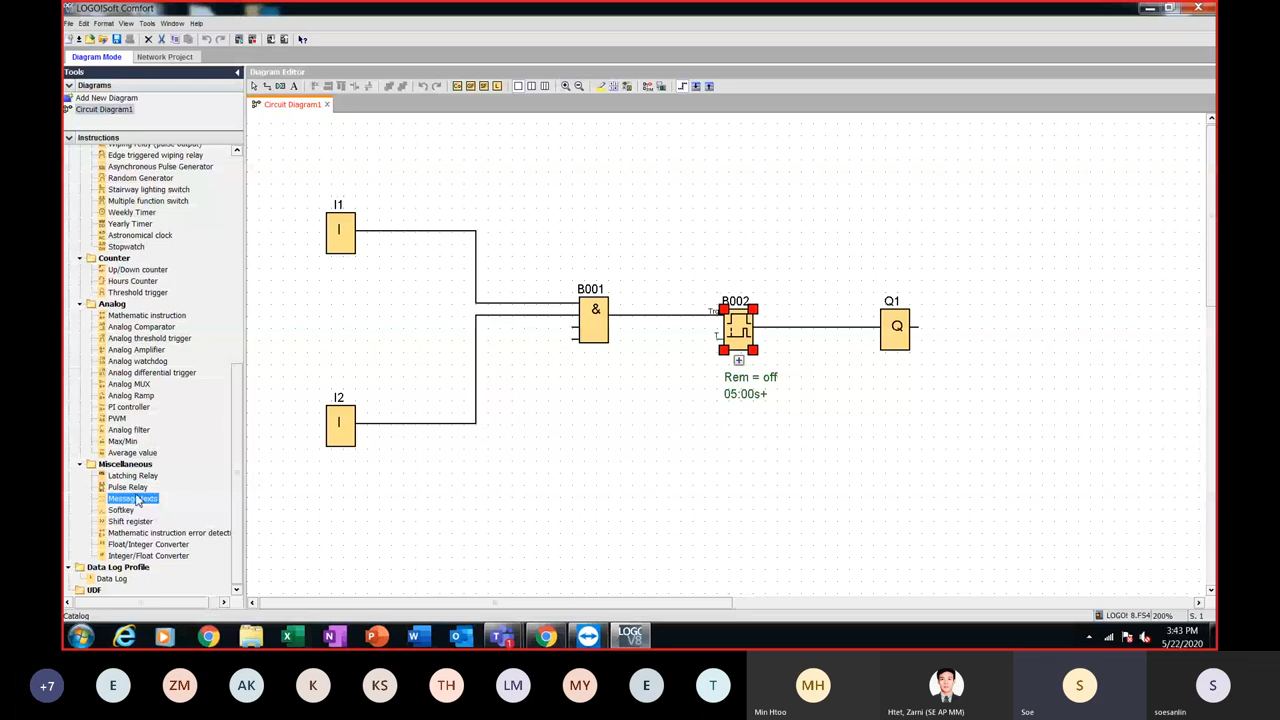 LOGO!Soft Comfort
File Edit Format View Tools Window Help
Diagram Mode Network Project
Tools
Diagram Editor
Diagrams
Add New Diagram
Circuit Diagram1
Circuit Diagram1
Instructions
Wiping relay (pulse output)
Edge triggered wiping relay
Asynchronous Pulse Generator
Random Generator
Stairway lighting switch
Multiple function switch
Weekly Timer
Yearly Timer
Astronomical clock
Stopwatch
Counter
Up/Down counter
Hours Counter
Threshold trigger
Analog
Mathematic instruction
Analog Comparator
Analog threshold trigger
Analog Amplifier
Analog watchdog
Analog differential trigger
Analog MUX
Analog Ramp
PI controller
PWM
Analog filter
Max/Min
Average value
Miscellaneous
Latching Relay
Pulse Relay
Message texts
Softkey
Shift register
Mathematic instruction error detecti
Float/Integer Converter
Integer/Float Converter
Data Log Profile
Data Log
UDF
I1
I
B001
&
B002
Trg
T
Q1
Q
Rem = off
05:00s+
I2
I
Catalog
LOGO! 8.FS4 200% S. 1
3:43 PM
5/22/2020
+7 E ZM AK K KS TH LM MY E T MH S S
Min Htoo
Htet, Zarni (SE AP MM)
Soe
soesanlin